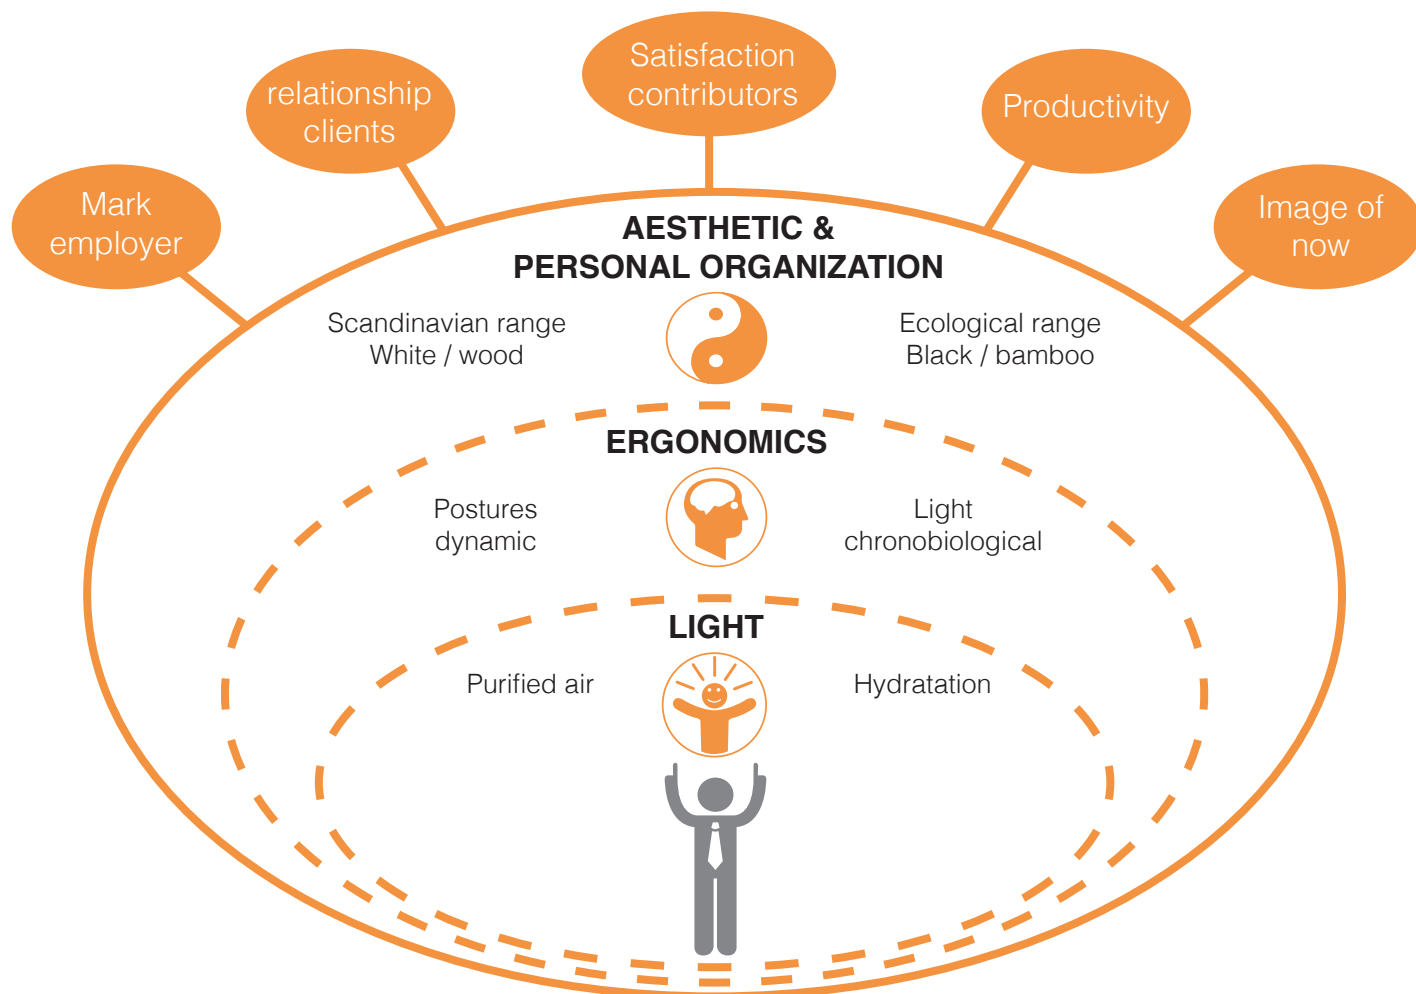 Satisfaction
contributors
relationship
clients
Productivity
Mark
employer
Image of
now
AESTHETIC &
PERSONAL ORGANIZATION
Scandinavian range
White / wood
Ecological range
Black / bamboo
ERGONOMICS
Postures
dynamic
Light
chronobiological
LIGHT
Purified air
Hydratation